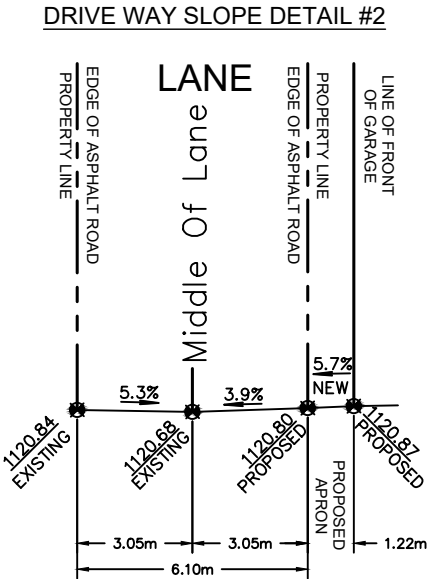 DRIVE WAY SLOPE DETAIL #2
LANE
PROPERTY LINE
EDGE OF ASPHALT ROAD
Middle Of Lane
EDGE OF ASPHALT ROAD
PROPERTY LINE
LINE OF FRONT
OF GARAGE
5.3%
3.9%
5.7%
NEW
1120.84
EXISTING
1120.68
EXISTING
1120.80
PROPOSED
1120.87
PROPOSED
PROPOSED
APRON
3.05m
3.05m
1.22m
6.10m